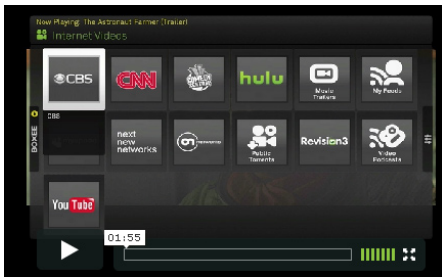 Now Playing: The Astronaut Farmer (Trailer)
Internet Videos
CBS
CNN
hulu
Movie
Trailers
My Feeds
CBS
BOXEE
next
new
networks
Public
Torrents
Revision3
Video
Podcasts
You Tube
01:55